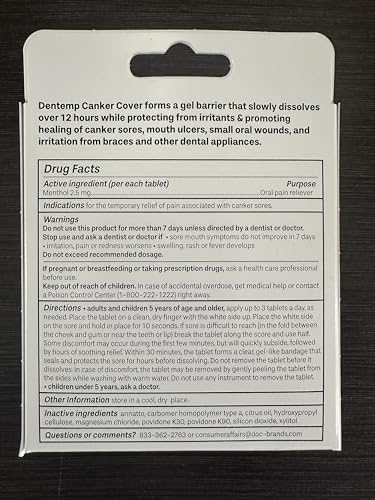 Dentemp Canker Cover forms a gel barrier that slowly dissolves
over 12 hours while protecting from irritants & promoting
healing of canker sores, mouth ulcers, small oral wounds, and
irritation from braces and other dental appliances.
Drug Facts
Active ingredient (per each tablet) Purpose
Menthol 2.5 mg Oral pain reliever
Indications for the temporary relief of pain associated with canker sores.
Warnings
Do not use this product for more than 7 days unless directed by a dentist or doctor.
Stop use and ask a dentist or doctor if • sore mouth symptoms do not improve in 7 days
• irritation, pain or redness worsens • swelling, rash or fever develops
Do not exceed recommended dosage.
If pregnant or breastfeeding or taking prescription drugs, ask a health care professional
before use.
Keep out of reach of children. In case of accidental overdose, get medical help or contact
a Poison Control Center (1-800-222-1222) right away.
Directions • adults and children 5 years of age and older, apply up to 3 tablets a day, as
needed. Place the tablet on a clean, dry finger with the white side up. Place the white side
on the sore and hold in place for 10 seconds. If sore is difficult to reach (in the fold between
the cheek and gum or near the teeth or lip) break the tablet along the score and use half.
Some discomfort may occur during the first few minutes, but will quickly subside, followed
by hours of soothing relief. Within 30 minutes, the tablet forms a clear, gel-like bandage that
seals and protects the sore for hours before dissolving. Do not remove the tablet before it
dissolves. in case of discomfort, the tablet may be removed by gently peeling the tablet from
the sides while washing with warm water. Do not use any instrument to remove the tablet.
• children under 5 years, ask a doctor.
Other Information store in a cool, dry place.
Inactive ingredients annatto, carbomer homopolymer type a, citrus oil, hydroxypropyl
cellulose, magnesium chloride, povidone K30, povidone K90, silicon dioxide, xylitol
Questions or comments? 833-362-2763 or consumeraffairs@doc-brands.com